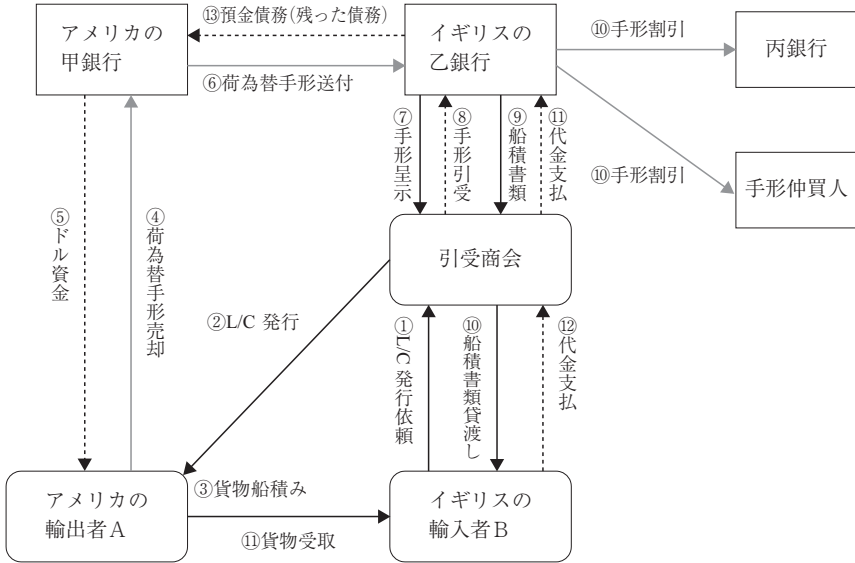 ⑬預金債務(残った債務)
アメリカの
甲銀行
イギリスの
乙銀行
⑩手形割引
丙銀行
⑥荷為替手形送付
⑦手形呈示
⑧手形引受
⑨船積書類
⑪代金支払
⑩手形割引
手形仲買人
⑤ドル資金
④荷為替手形売却
引受商会
②L/C 発行
①L/C 発行依頼
⑩船積書類貸渡し
⑫代金支払
アメリカの
輸出者A
③貨物船積み
⑪貨物受取
イギリスの
輸入者B